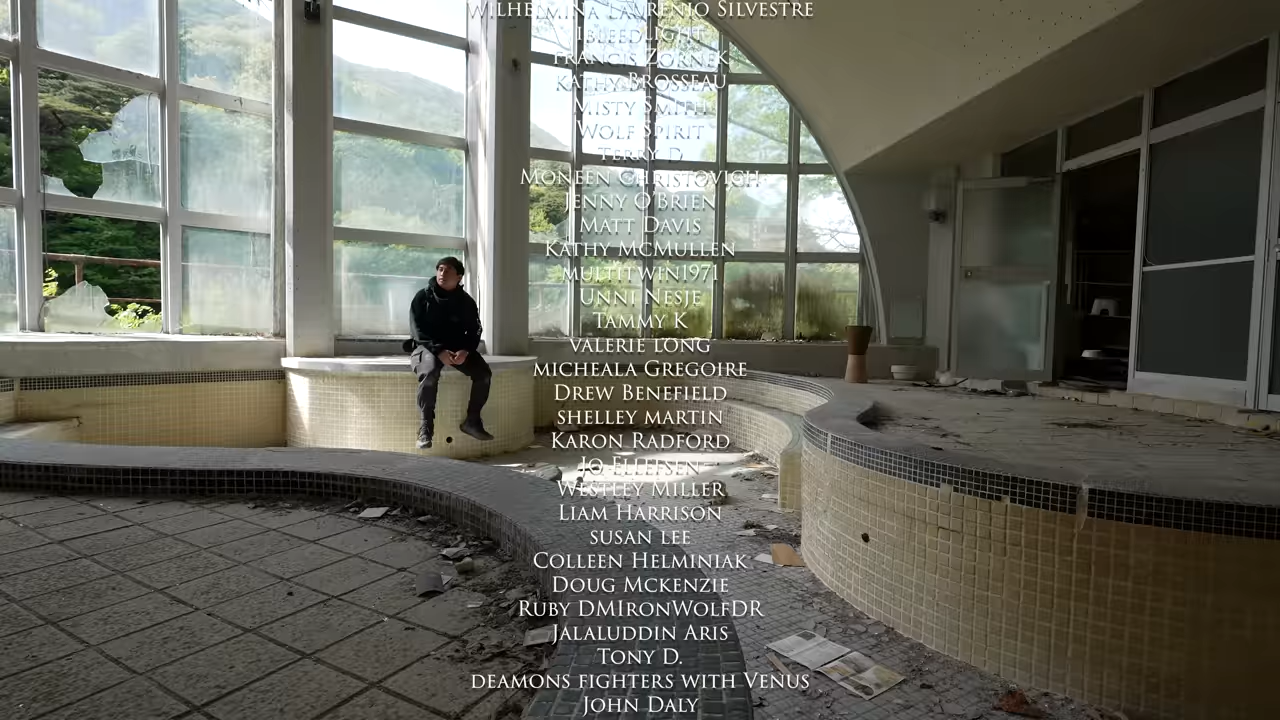 WILHELMINA LAURENJO SILVESTRE
IBLEEDLIGHT
FRANCIS ZORNEK
KATHY BROSSEAU
MISTY SMITH
WOLF SPIRIT
TERRY D
MONEEN CHRISTOVICH
JENNY O'BRIEN
MATT DAVIS
KATHY MCMULLEN
MULTITWIN1971
UNNI NESJE
TAMMY K
VALERIE LONG
MICHEALA GREGOIRE
DREW BENEFIELD
SHELLEY MARTIN
KARON RADFORD
JO ELLEFSEN
WESTLEY MILLER
LIAM HARRISON
SUSAN LEE
COLLEEN HELMINIAK
DOUG MCKENZIE
RUBY DMIRONWOLFDR
JALALUDDIN ARIS
TONY D.
DEAMONS FIGHTERS WITH VENUS
JOHN DALY